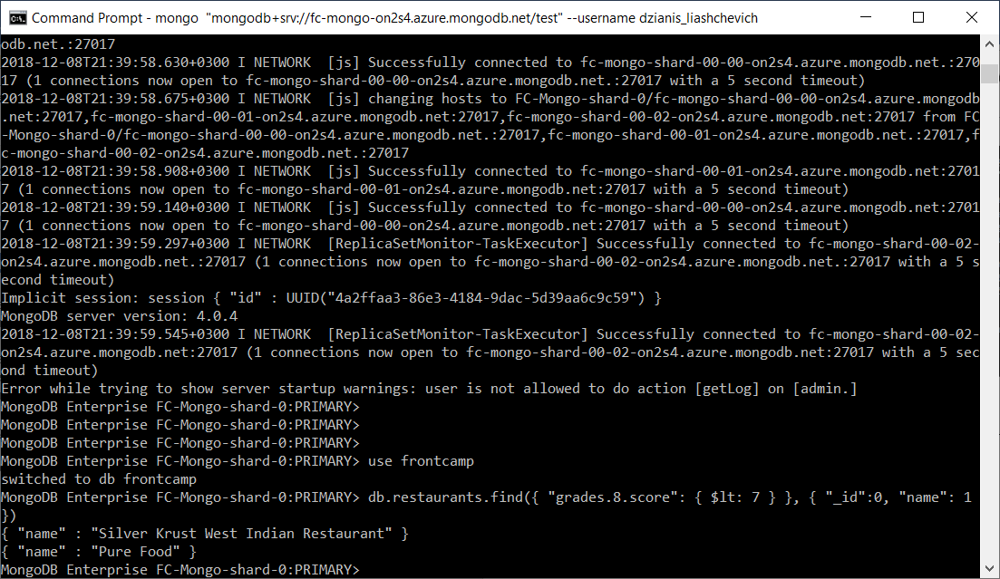 Command Prompt - mongo  "mongodb+srv://fc-mongo-on2s4.azure.mongodb.net/test" --username dzianis_liashchevich
odb.net.:27017
2018-12-08T21:39:58.630+0300 I NETWORK  [js] Successfully connected to fc-mongo-shard-00-00-on2s4.azure.mongodb.net.:270
17 (1 connections now open to fc-mongo-shard-00-00-on2s4.azure.mongodb.net.:27017 with a 5 second timeout)
2018-12-08T21:39:58.675+0300 I NETWORK  [js] changing hosts to FC-Mongo-shard-0/fc-mongo-shard-00-00-on2s4.azure.mongodb
.net:27017,fc-mongo-shard-00-01-on2s4.azure.mongodb.net:27017,fc-mongo-shard-00-02-on2s4.azure.mongodb.net:27017 from FC
-Mongo-shard-0/fc-mongo-shard-00-00-on2s4.azure.mongodb.net.:27017,fc-mongo-shard-00-01-on2s4.azure.mongodb.net.:27017,f
c-mongo-shard-00-02-on2s4.azure.mongodb.net.:27017
2018-12-08T21:39:58.908+0300 I NETWORK  [js] Successfully connected to fc-mongo-shard-00-01-on2s4.azure.mongodb.net:2701
7 (1 connections now open to fc-mongo-shard-00-01-on2s4.azure.mongodb.net:27017 with a 5 second timeout)
2018-12-08T21:39:59.140+0300 I NETWORK  [js] Successfully connected to fc-mongo-shard-00-00-on2s4.azure.mongodb.net:2701
7 (1 connections now open to fc-mongo-shard-00-00-on2s4.azure.mongodb.net:27017 with a 5 second timeout)
2018-12-08T21:39:59.297+0300 I NETWORK  [ReplicaSetMonitor-TaskExecutor] Successfully connected to fc-mongo-shard-00-02-
on2s4.azure.mongodb.net.:27017 (1 connections now open to fc-mongo-shard-00-02-on2s4.azure.mongodb.net.:27017 with a 5 s
econd timeout)
Implicit session: session { "id" : UUID("4a2ffaa3-86e3-4184-9dac-5d39aa6c9c59") }
MongoDB server version: 4.0.4
2018-12-08T21:39:59.545+0300 I NETWORK  [ReplicaSetMonitor-TaskExecutor] Successfully connected to fc-mongo-shard-00-02-
on2s4.azure.mongodb.net:27017 (1 connections now open to fc-mongo-shard-00-02-on2s4.azure.mongodb.net:27017 with a 5 sec
ond timeout)
Error while trying to show server startup warnings: user is not allowed to do action [getLog] on [admin.]
MongoDB Enterprise FC-Mongo-shard-0:PRIMARY>
MongoDB Enterprise FC-Mongo-shard-0:PRIMARY>
MongoDB Enterprise FC-Mongo-shard-0:PRIMARY>
MongoDB Enterprise FC-Mongo-shard-0:PRIMARY> use frontcamp
switched to db frontcamp
MongoDB Enterprise FC-Mongo-shard-0:PRIMARY> db.restaurants.find({ "grades.8.score": { $lt: 7 } }, { "_id":0, "name": 1
})
{ "name" : "Silver Krust West Indian Restaurant" }
{ "name" : "Pure Food" }
MongoDB Enterprise FC-Mongo-shard-0:PRIMARY>